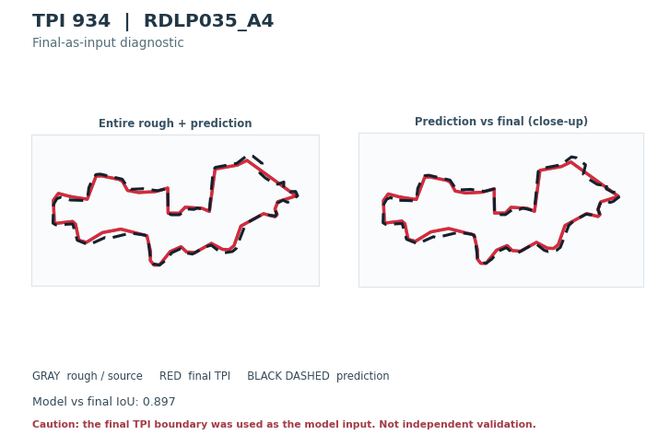 TPI 934 | RDLP035_A4
Final-as-input diagnostic
Entire rough + prediction
Prediction vs final (close-up)
GRAY rough / source RED final TPI BLACK DASHED prediction
Model vs final IoU: 0.897
Caution: the final TPI boundary was used as the model input. Not independent validation.